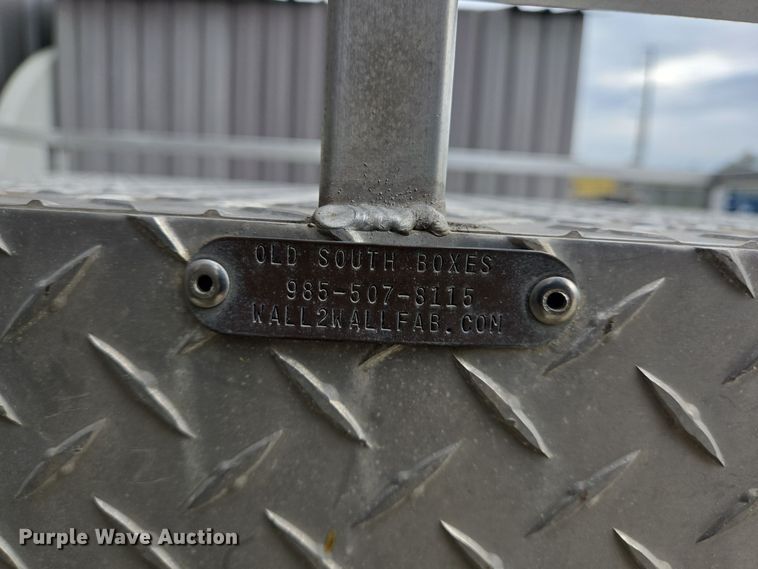 OLD SOUTH BOXES
985-507-8115
WALL2WALLFAB.COM
Purple Wave Auction